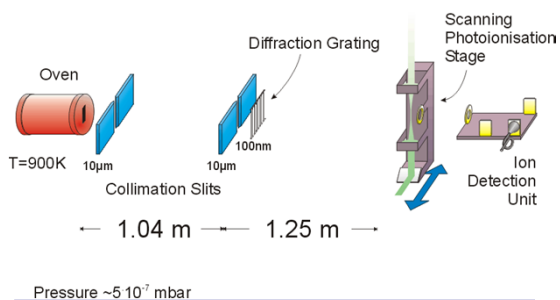 Scanning
Photoionisation
Stage
Diffraction Grating
Oven
100nm
T=900K
10µm
10µm
Collimation Slits
Ion
Detection
Unit
1.04 m
1.25 m
Pressure ~5·10⁻⁷ mbar